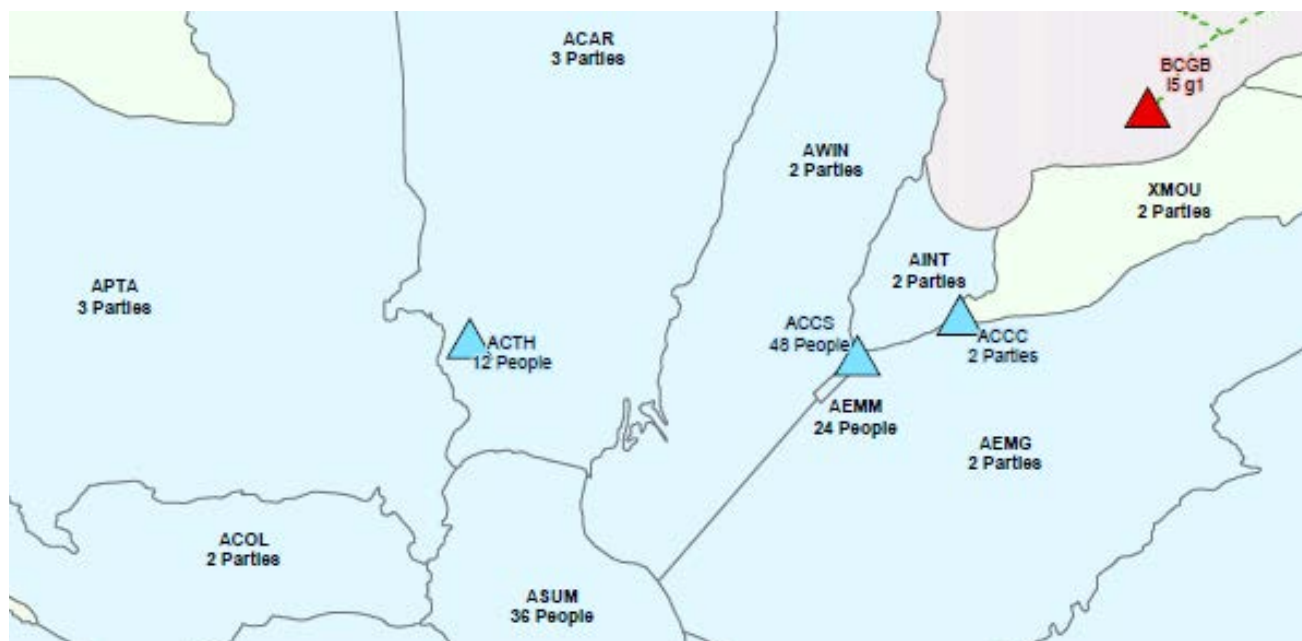 ACAR
3 Parties
BCGB
I5 g1
AWIN
2 Parties
XMOU
2 Parties
AINT
2 Parties
APTA
3 Parties
ACTH
12 People
ACCS
48 People
ACCC
2 Parties
AEMM
24 People
AEMG
2 Parties
ACOL
2 Parties
ASUM
36 People